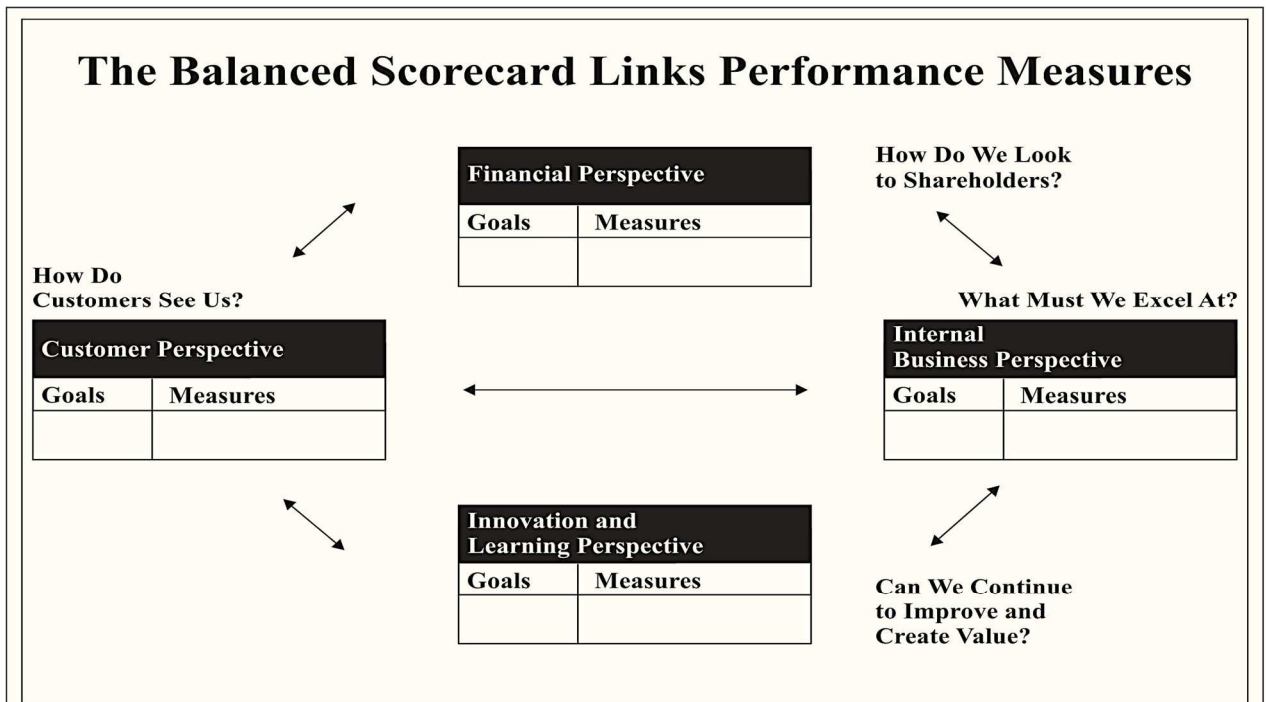 The Balanced Scorecard Links Performance Measures
Financial Perspective
Goals Measures
How Do We Look
to Shareholders?
How Do
Customers See Us?
Customer Perspective
Goals Measures
What Must We Excel At?
Internal
Business Perspective
Goals Measures
Innovation and
Learning Perspective
Goals Measures
Can We Continue
to Improve and
Create Value?